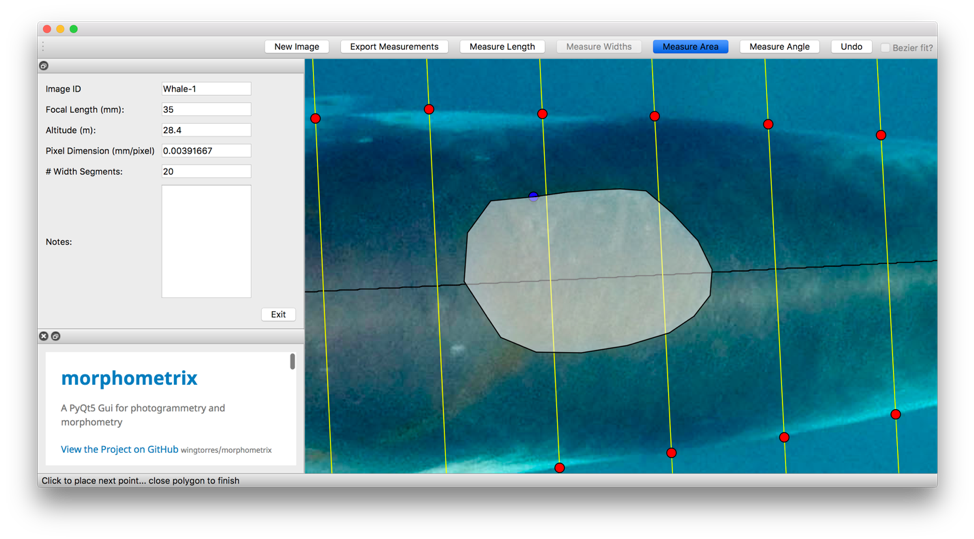 New Image Export Measurements Measure Length Measure Widths Measure Area Measure Angle Undo Bezier fit?
Image ID Whale-1
Focal Length (mm): 35
Altitude (m): 28.4
Pixel Dimension (mm/pixel) 0.00391667
# Width Segments: 20
Notes:
Exit
morphometrix
A PyQt5 Gui for photogrammetry and
morphometry
View the Project on GitHub wingtorres/morphometrix
Click to place next point... close polygon to finish